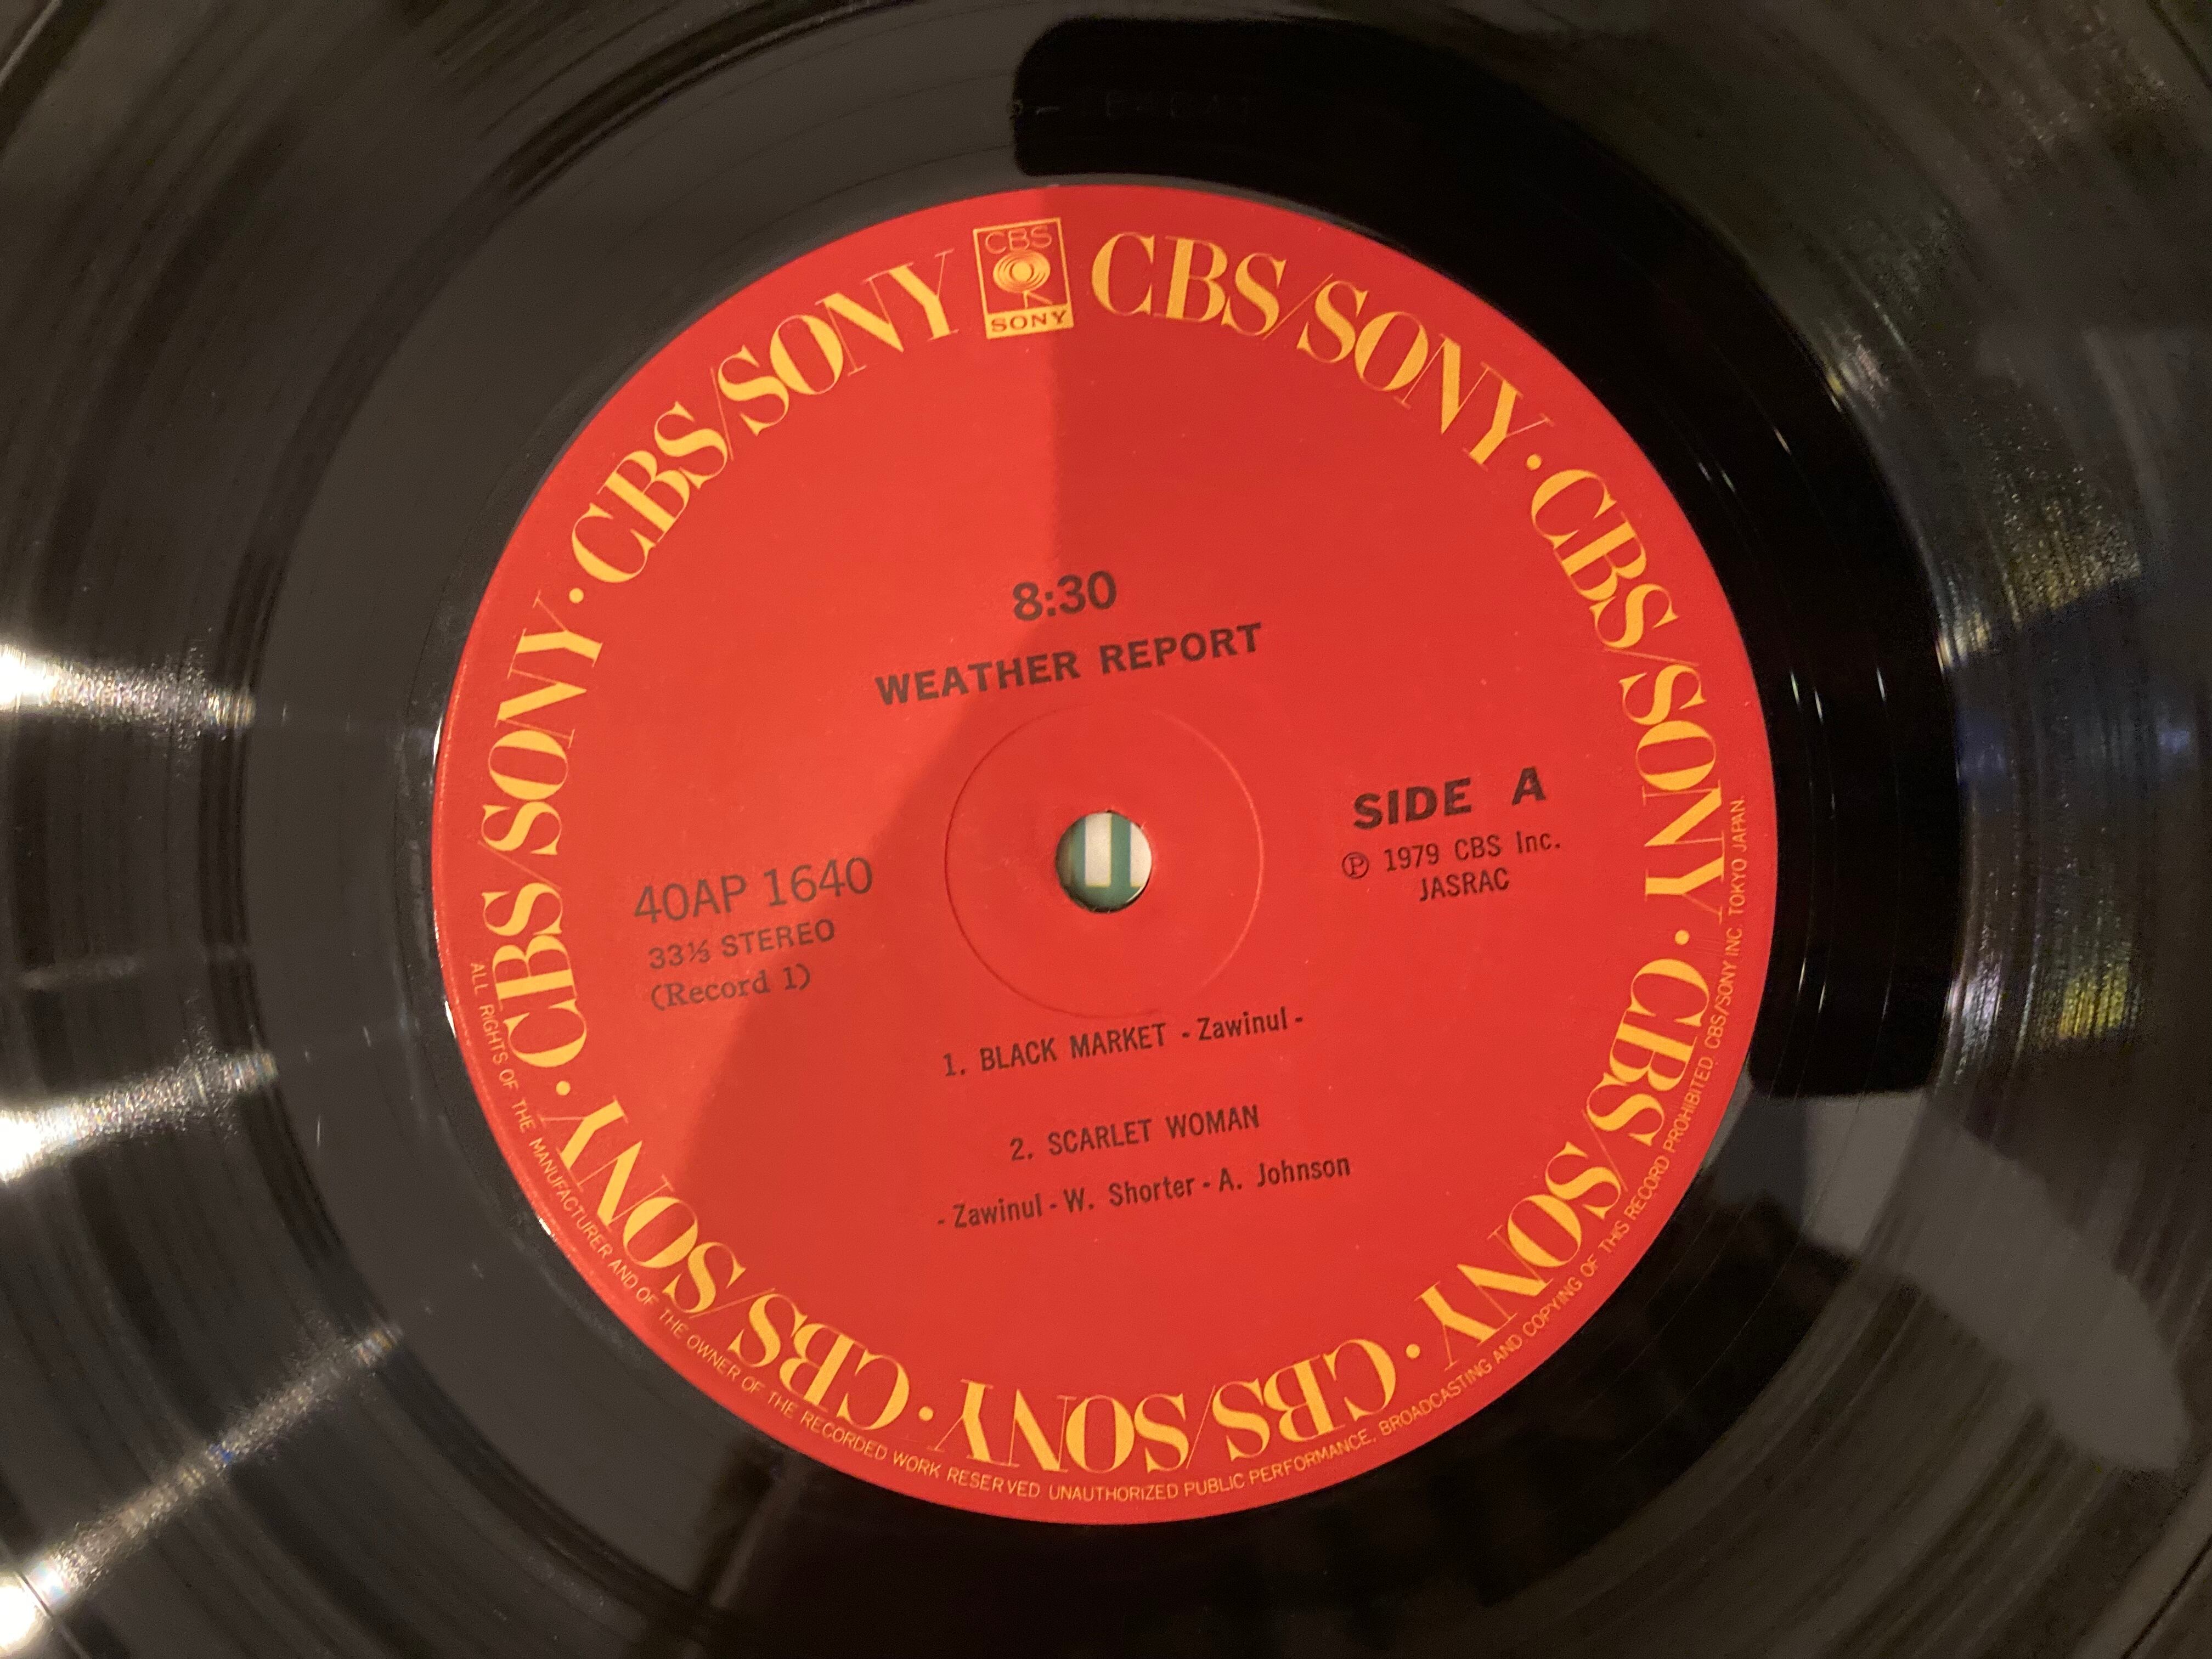 CBS
SONY
CBS/SONY · CBS/SONY · CBS/SONY · CBS/SONY · CBS/SONY · CBS/SONY · CBS/SONY
8:30
WEATHER REPORT
SIDE A
Ⓟ 1979 CBS Inc.
JASRAC
40AP 1640
33⅓ STEREO
(Record 1)
1. BLACK MARKET - Zawinul -
2. SCARLET WOMAN
- Zawinul - W. Shorter - A. Johnson
ALL RIGHTS OF THE MANUFACTURER AND OF THE OWNER OF THE RECORDED WORK RESERVED UNAUTHORIZED PUBLIC PERFORMANCE, BROADCASTING AND COPYING OF THIS RECORD PROHIBITED. CBS/SONY INC. TOKYO JAPAN.